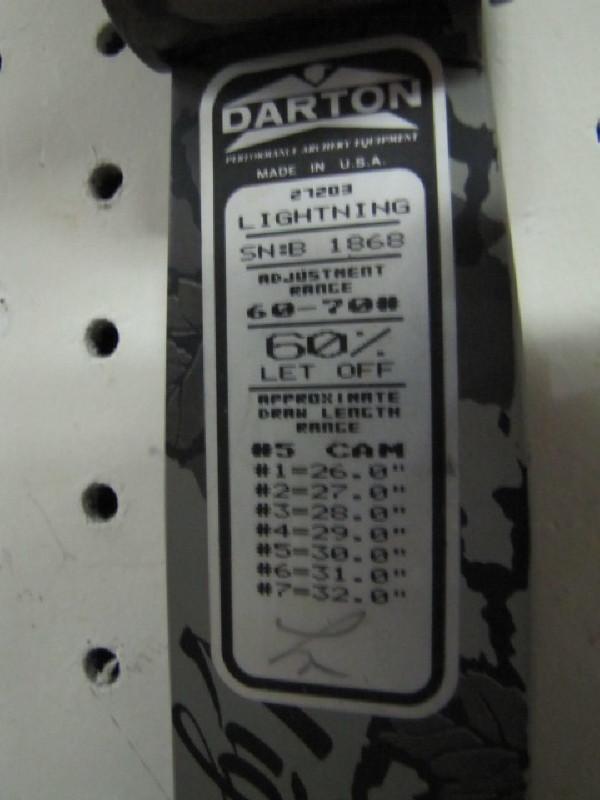 DARTON
PERFORMANCE ARCHERY EQUIPMENT
MADE IN U.S.A.
27203
LIGHTNING
SN:B 1868
ADJUSTMENT
RANGE
60-70#
60%
LET OFF
APPROXIMATE
DRAW LENGTH
RANGE
#5 CAM
#1=26.0"
#2=27.0"
#3=28.0"
#4=29.0"
#5=30.0"
#6=31.0"
#7=32.0"